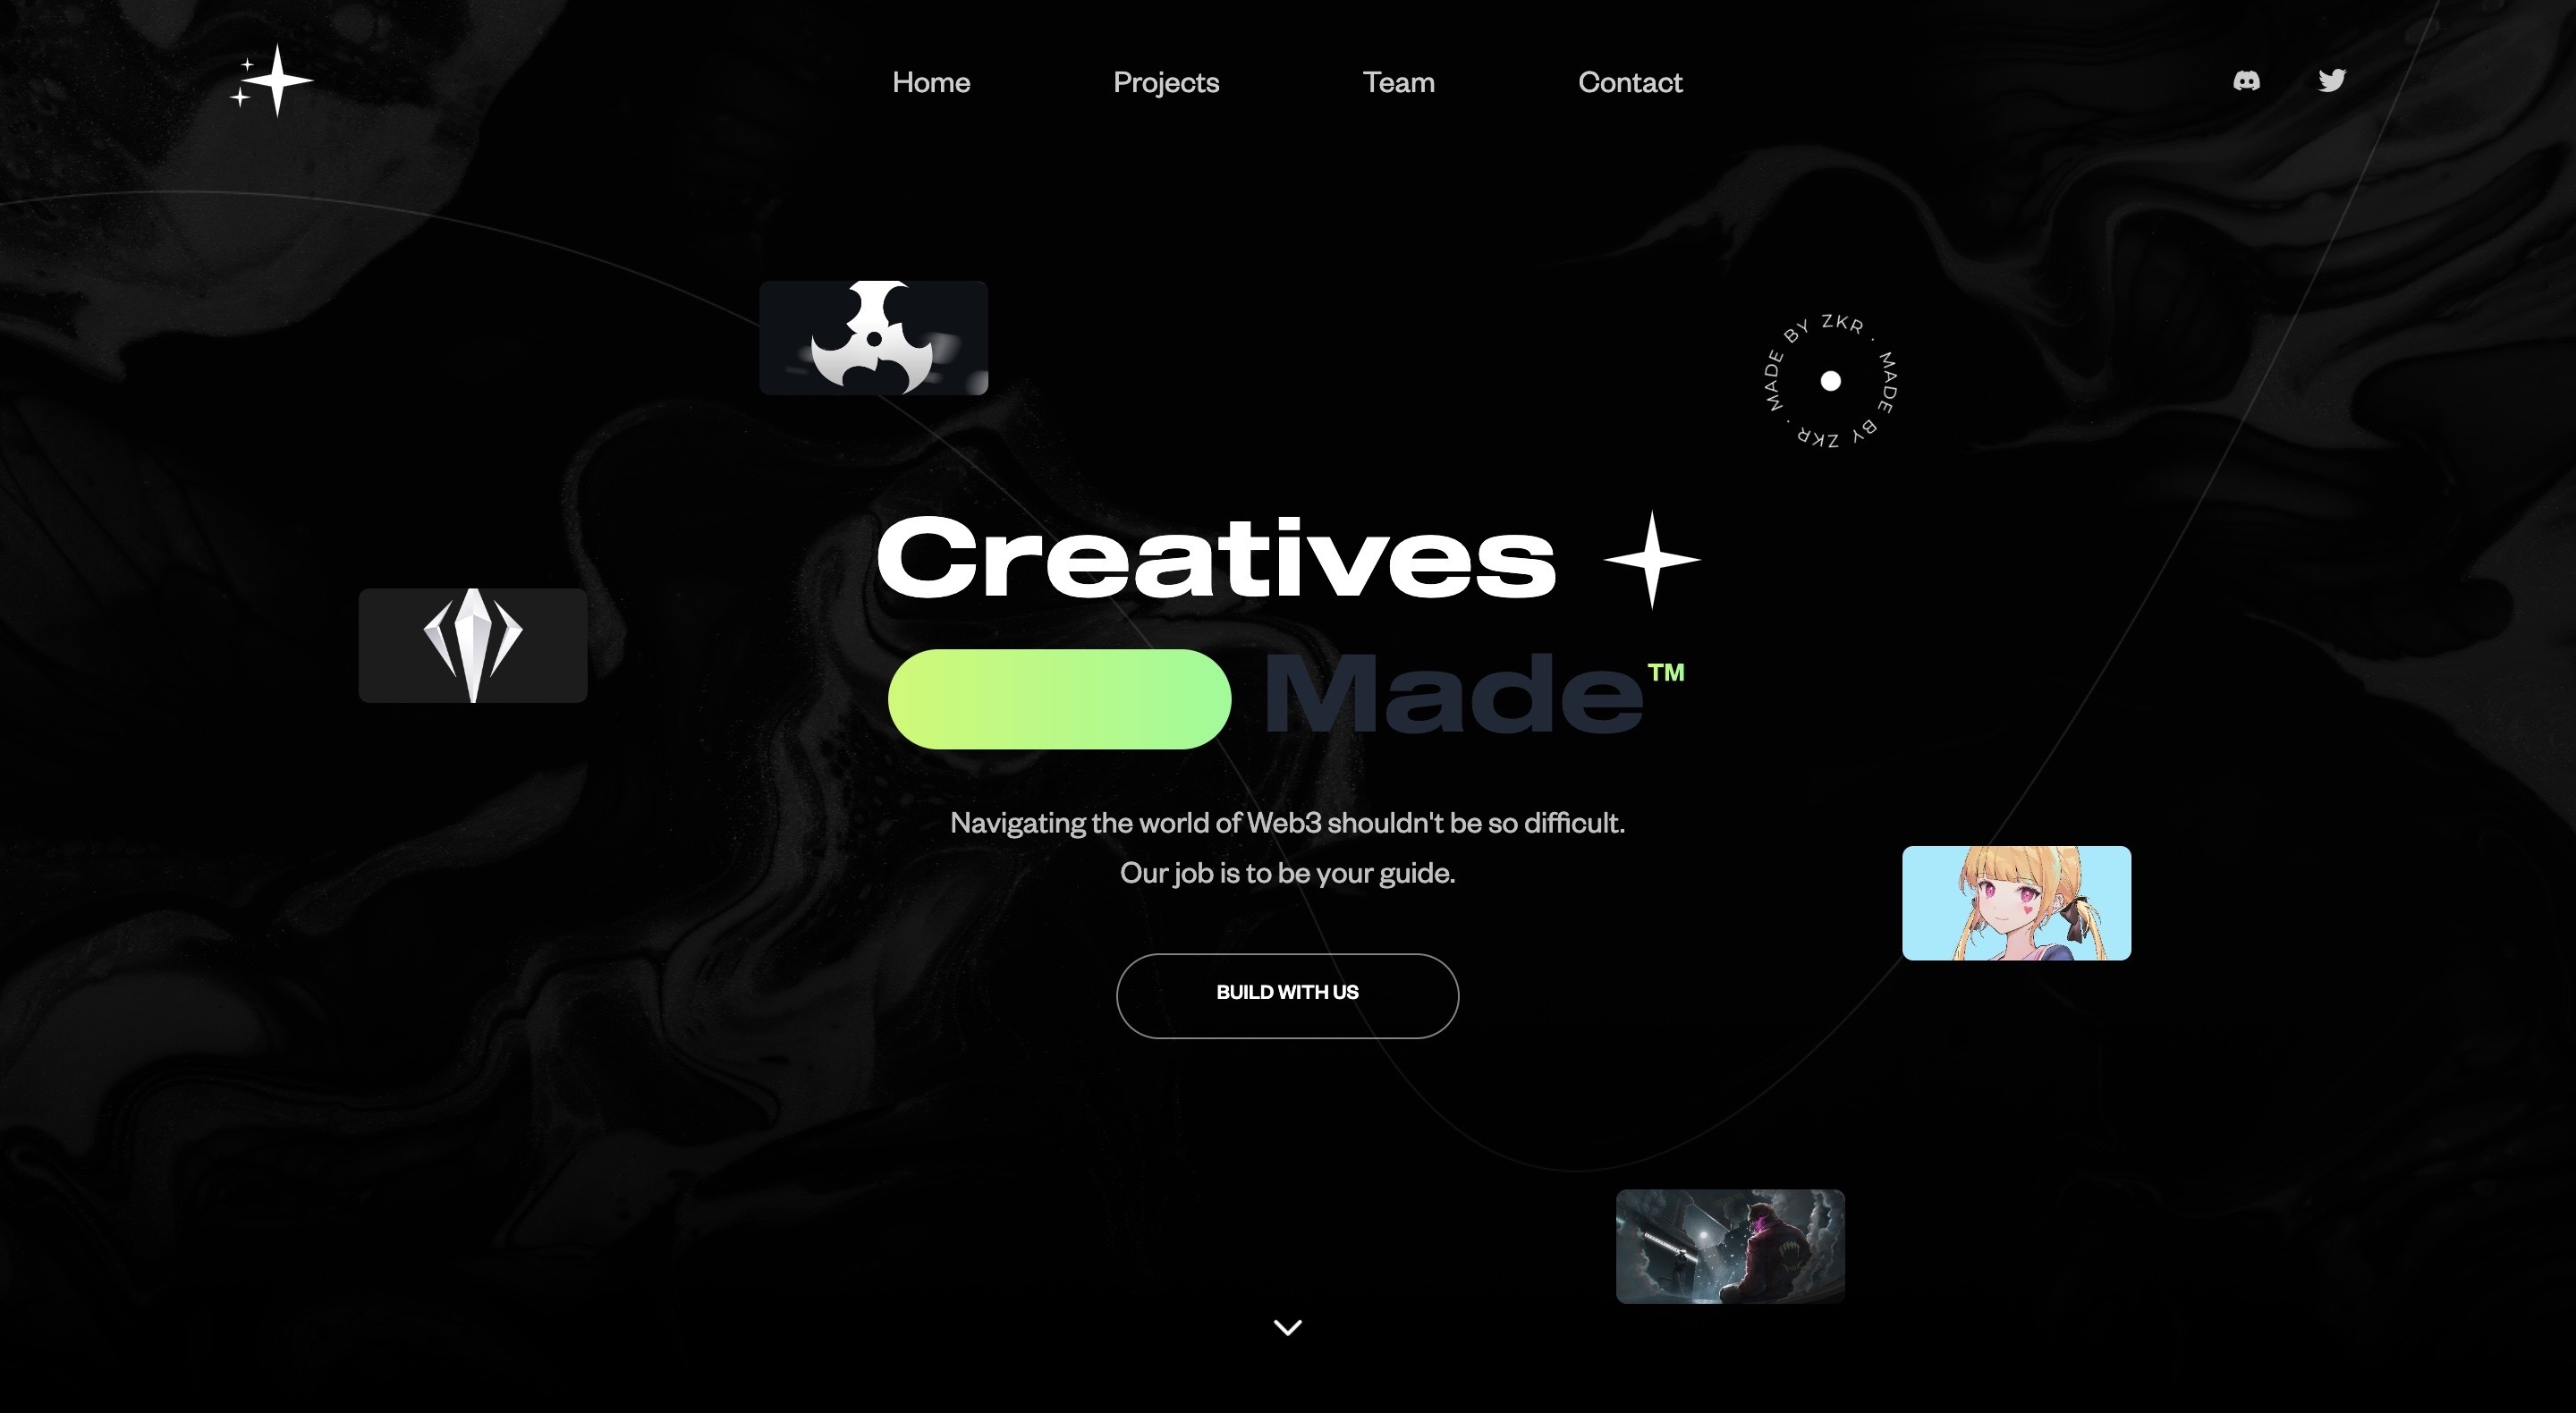 Home Projects Team Contact
MADE BY ZKR · MADE BY ZKR ·
Creatives
Made™
Navigating the world of Web3 shouldn't be so difficult.
Our job is to be your guide.
BUILD WITH US